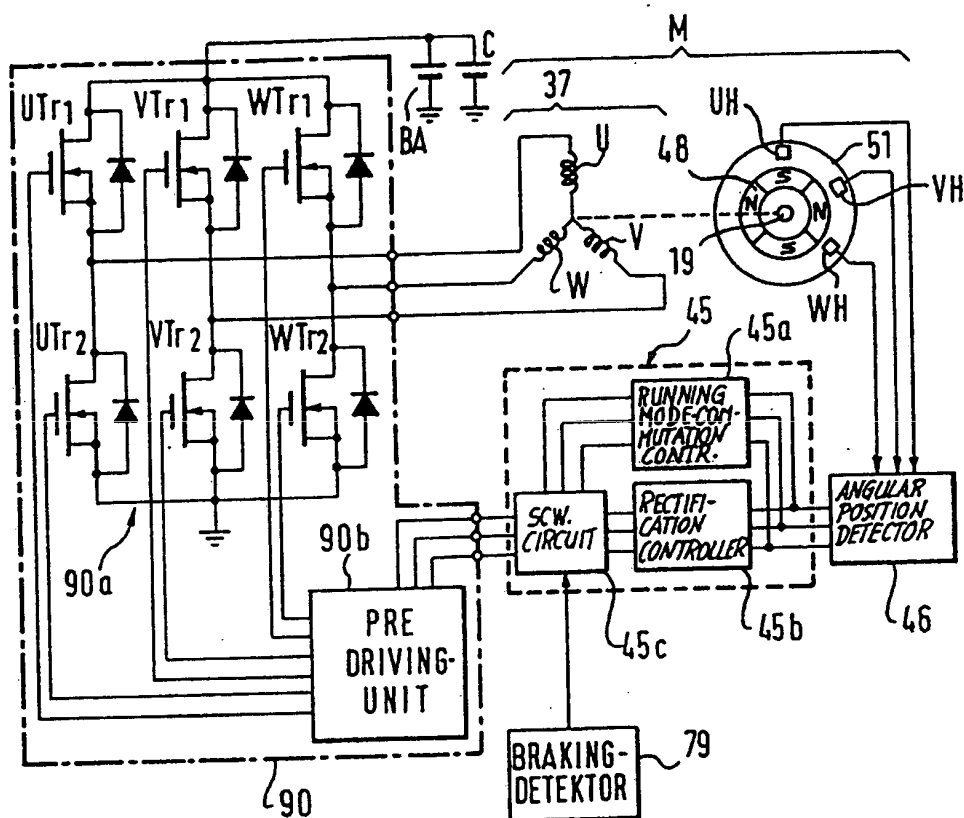 M
C
37
UTr1
VTr1
WTr1
BA
UH
48
51
U
S
N
N
S
VH
V
W
19
WH
UTr2
VTr2
WTr2
45
45a
RUNNING
MODE-COM-
MUTATION
CONTR.
SCW.
CIRCUIT
RECTIFI-
CATION
CONTROLLER
ANGULAR
POSITION
DETECTOR
90a
90b
PRE
DRIVING-
UNIT
45c
45b
46
BRAKING-
DETEKTOR
79
90